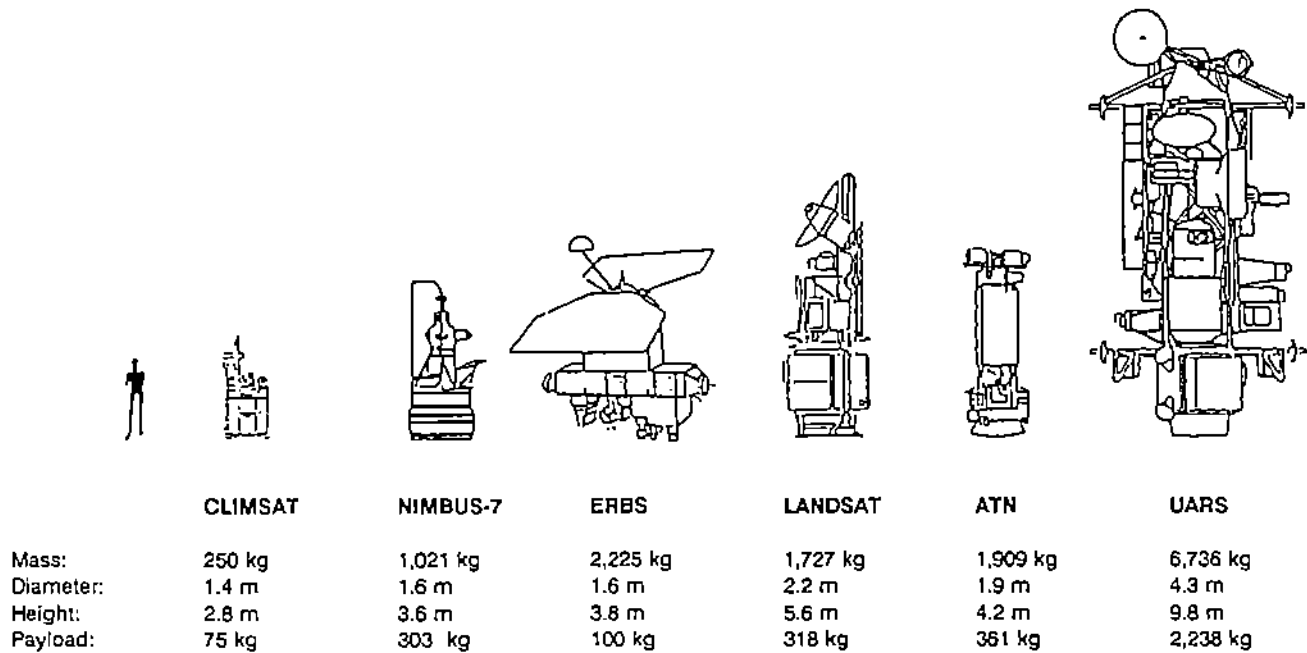 CLIMSAT NIMBUS-7 ERBS LANDSAT ATN UARS
Mass: 250 kg 1,021 kg 2,225 kg 1,727 kg 1,909 kg 6,736 kg
Diameter: 1.4 m 1.6 m 1.6 m 2.2 m 1.9 m 4.3 m
Height: 2.8 m 3.6 m 3.8 m 5.6 m 4.2 m 9.8 m
Payload: 75 kg 303 kg 100 kg 318 kg 361 kg 2,238 kg